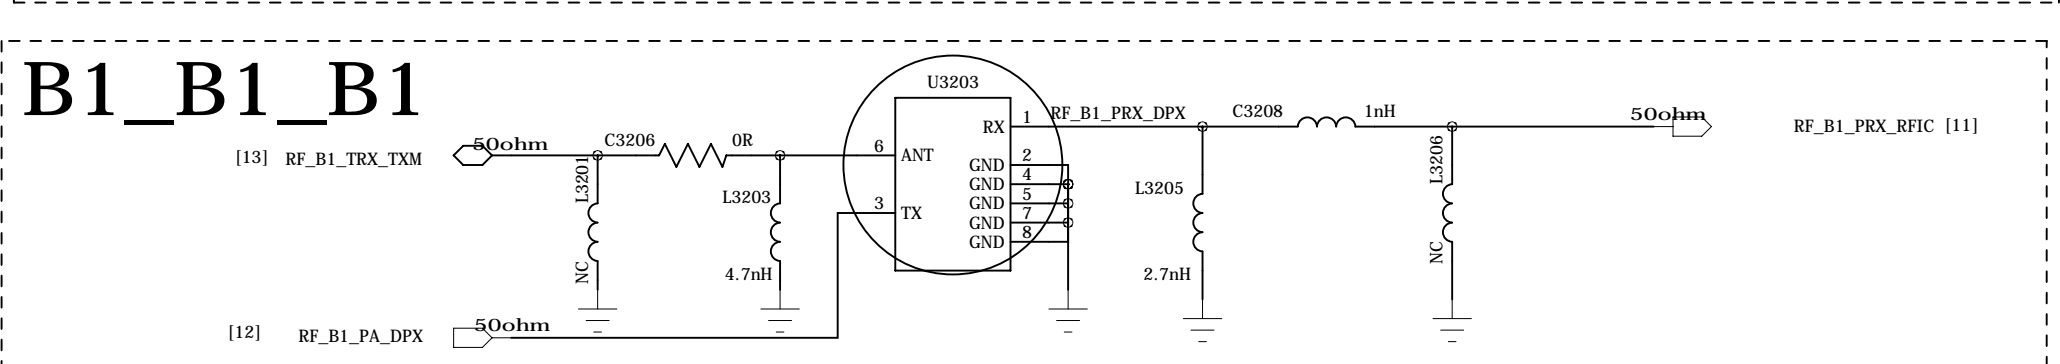 B1_B1_B1
U3203
RF_B1_PRX_DPX
C3208
1nH
50ohm
RF_B1_PRX_RFIC [11]
[13] RF_B1_TRX_TXM
50ohm
C3206
0R
6
ANT
RX
1
L3201
NC
L3203
4.7nH
3
TX
GND
2
GND
4
GND
5
GND
7
GND
8
L3205
2.7nH
L3206
NC
[12] RF_B1_PA_DPX
50ohm